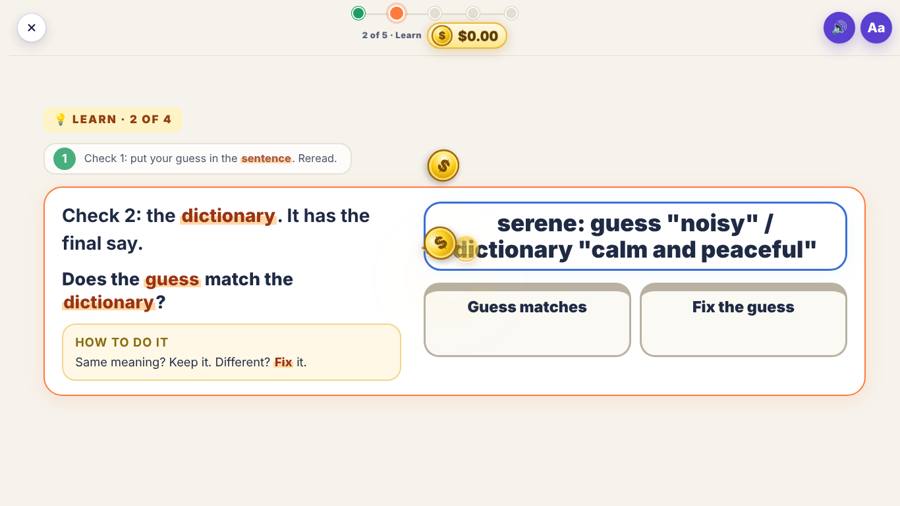 2 of 5 · Learn
$ $0.00
Aa
LEARN · 2 OF 4
1 Check 1: put your guess in the sentence. Reread.
Check 2: the dictionary. It has the
final say.
Does the guess match the
dictionary?
HOW TO DO IT
Same meaning? Keep it. Different? Fix it.
serene: guess "noisy" /
dictionary "calm and peaceful"
Guess matches
Fix the guess